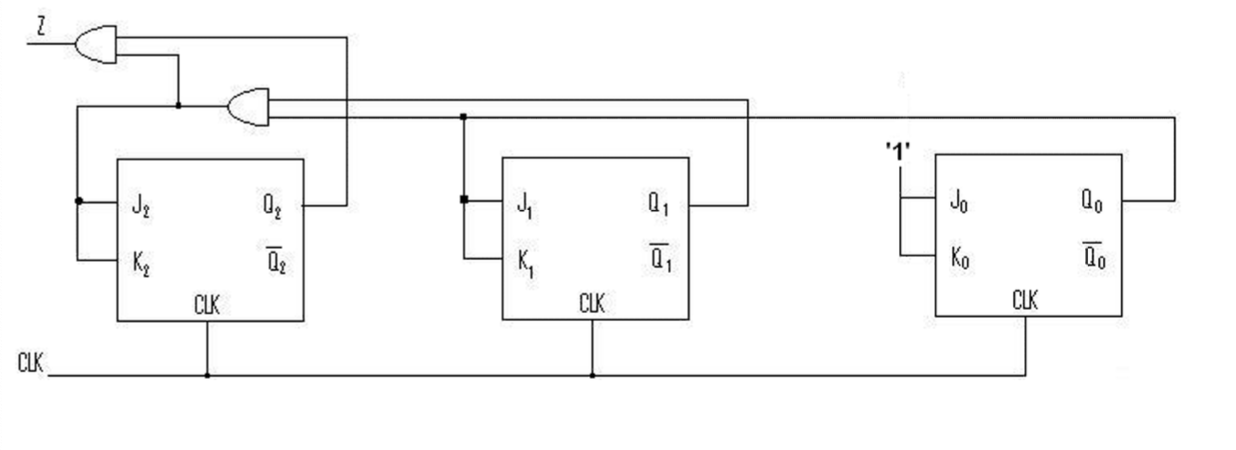 Z
'1'
J₂ Q₂ J₁ Q₁ J₀ Q₀
K₂ Q̅₂ K₁ Q̅₁ K₀ Q̅₀
CLK CLK CLK
CLK